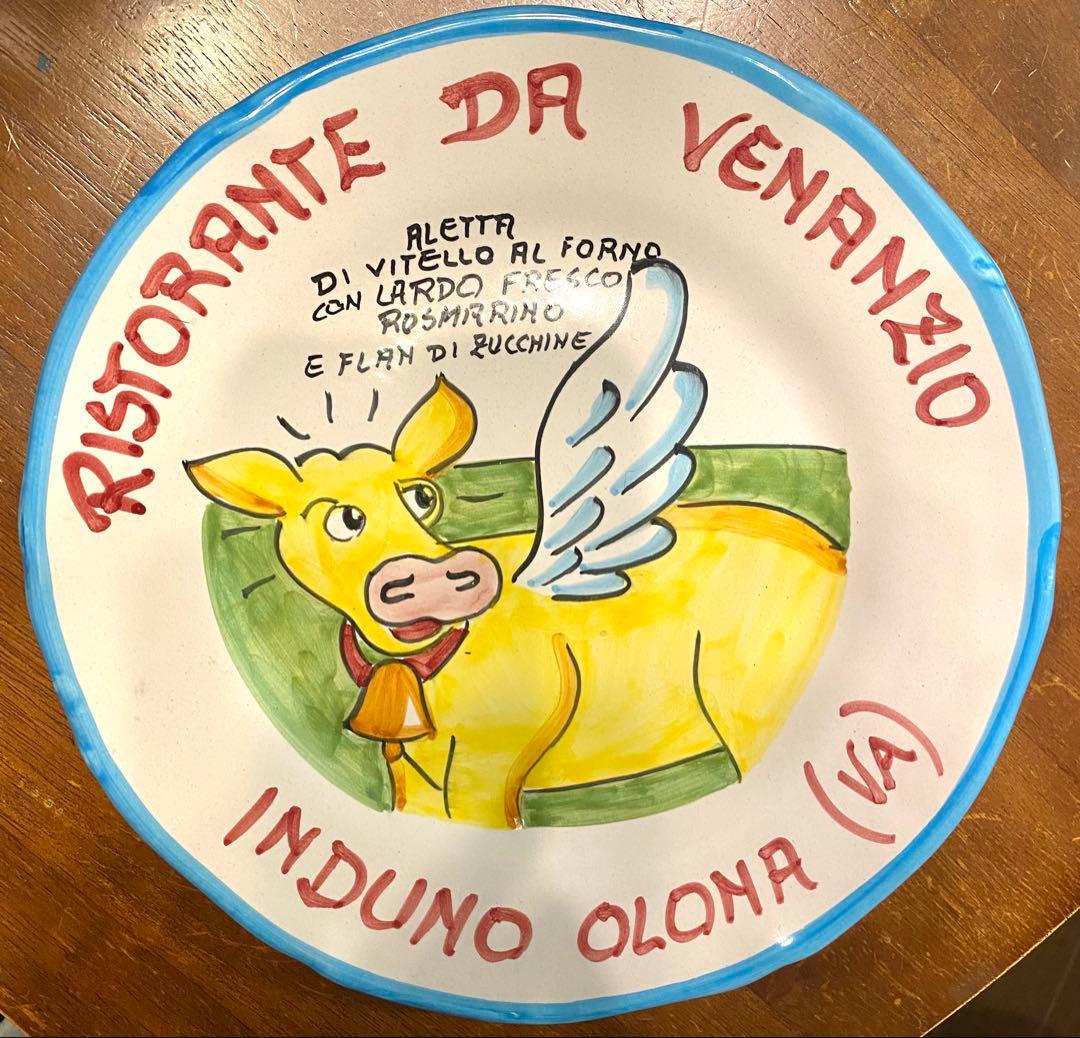 RISTORANTE DA VENANZIO
ALETTA
DI VITELLO AL FORNO
CON LARDO FRESCO
ROSMARINO
E FLAN DI ZUCCHINE
INDUNO OLONA (VA)